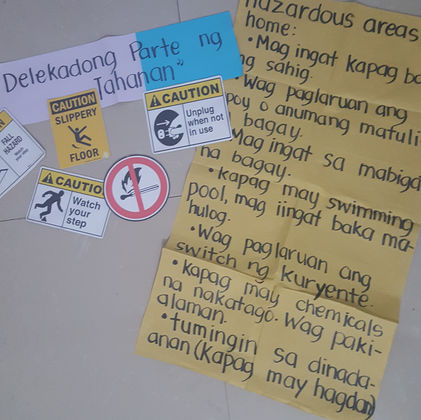 Delekadong Parte ng
Tahanan"
CAUTION
SLIPPERY
FLOOR
CAUTION
Unplug
when not
in use
FALL
HAZARD
CAUTIO
Watch
your
step
hazardous areas
home:
• Mag ingat kapag ba
ng sahig.
• Wag paglaruan ang
poy o anumang matuli
bagay.
Mag ingat sa mabiga
na bagay.
• kapag may swimming
pool, mag iingat baka ma-
hulog.
• Wag paglaruan ang
switch ng kuryente.
• kapag may chemicals
na nakatago. Wag paki-
alaman.
• tumingin sa dinada-
anan (kapag may hagdan)